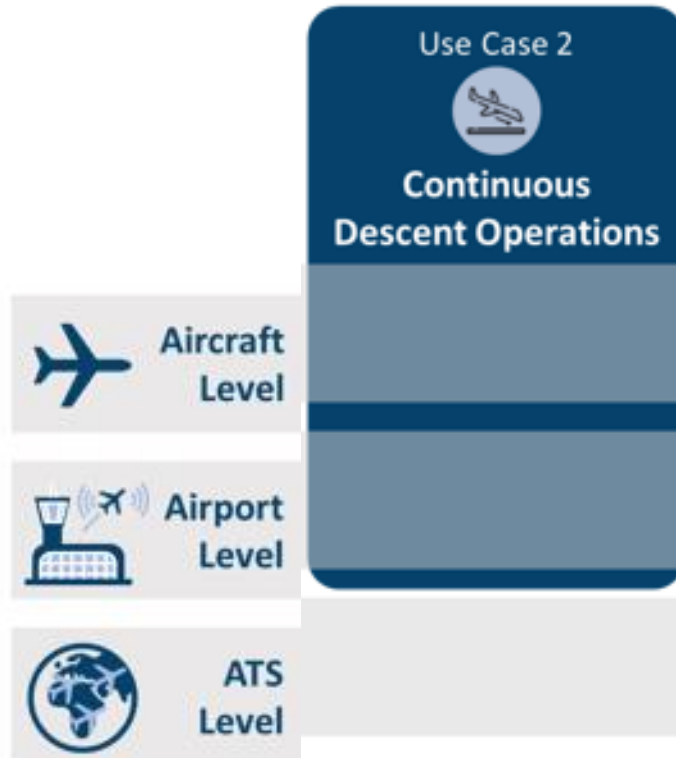 Use Case 2
Continuous
Descent Operations
Aircraft
Level
Airport
Level
ATS
Level